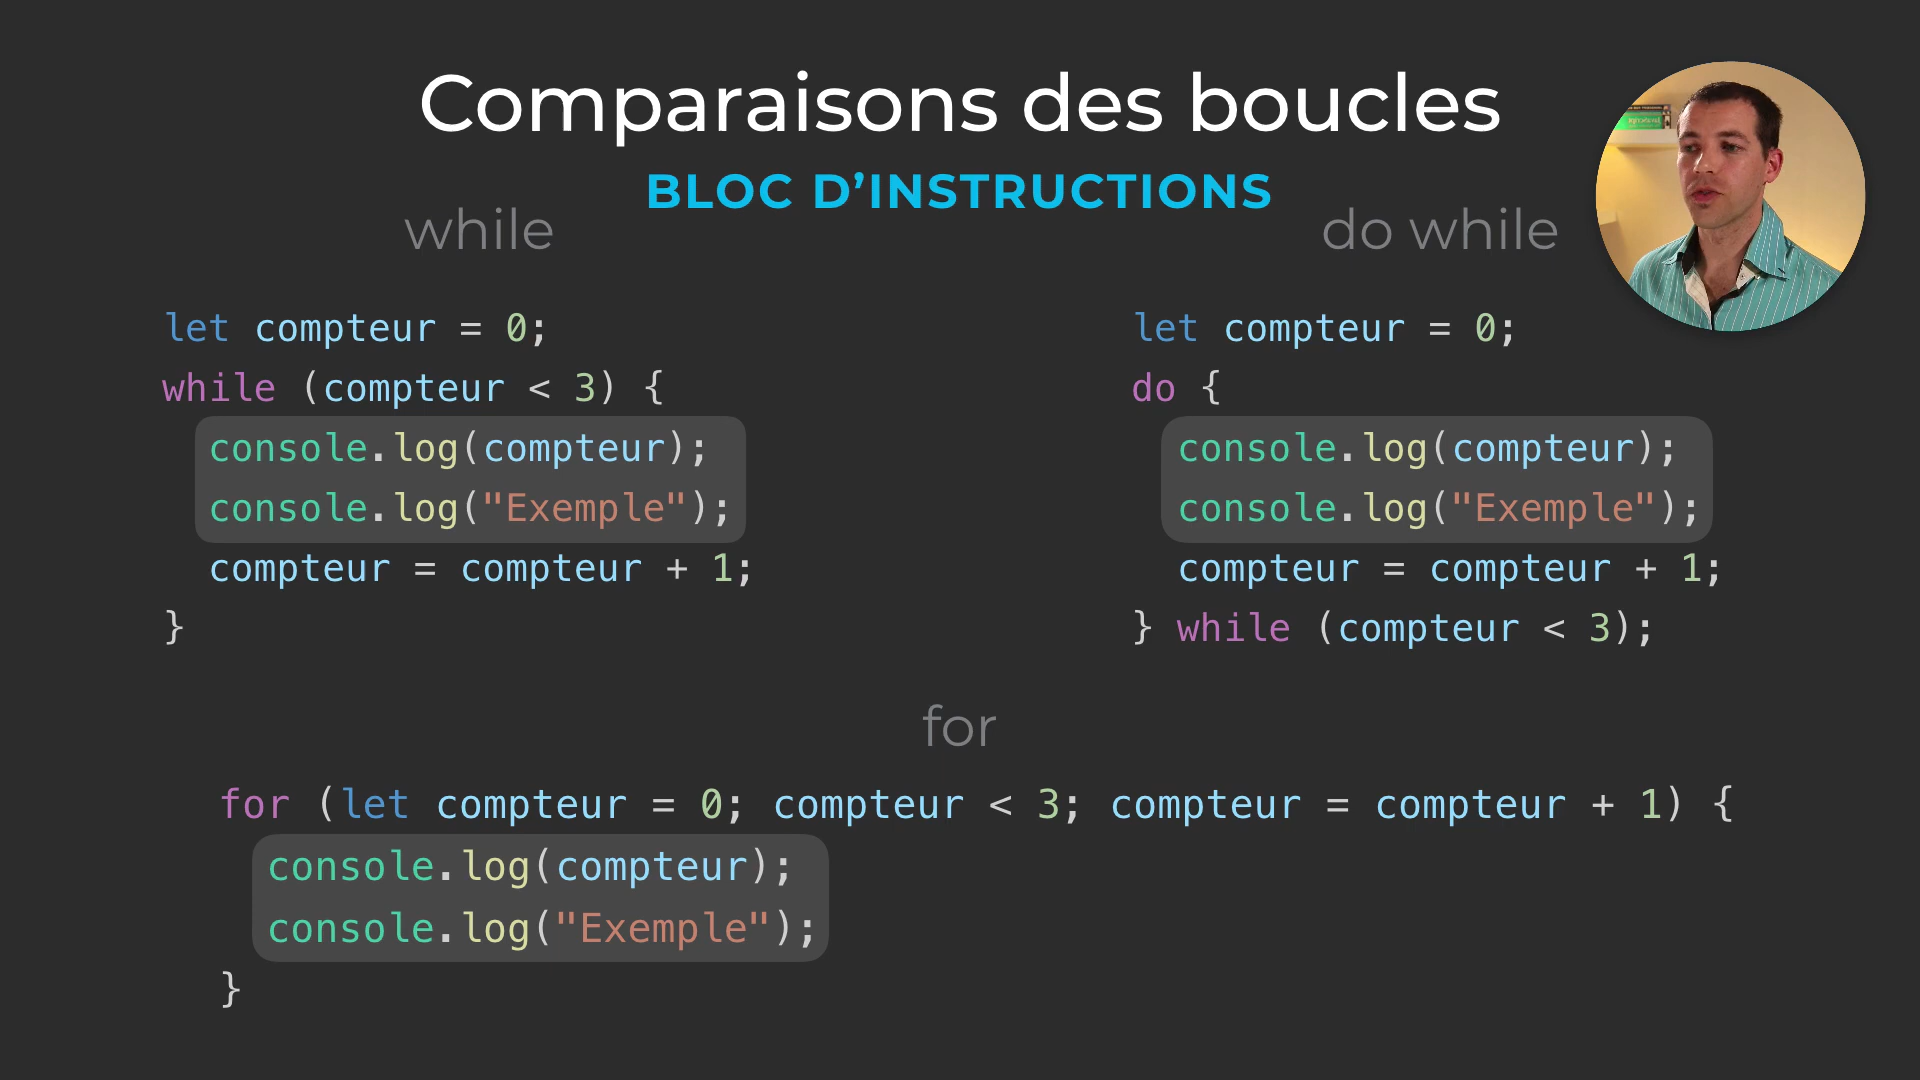 Comparaisons des boucles
BLOC D’INSTRUCTIONS
while
let compteur = 0;
while (compteur < 3) {
console.log(compteur);
console.log("Exemple");
compteur = compteur + 1;
}
do while
let compteur = 0;
do {
console.log(compteur);
console.log("Exemple");
compteur = compteur + 1;
} while (compteur < 3);
for
for (let compteur = 0; compteur < 3; compteur = compteur + 1) {
console.log(compteur);
console.log("Exemple");
}